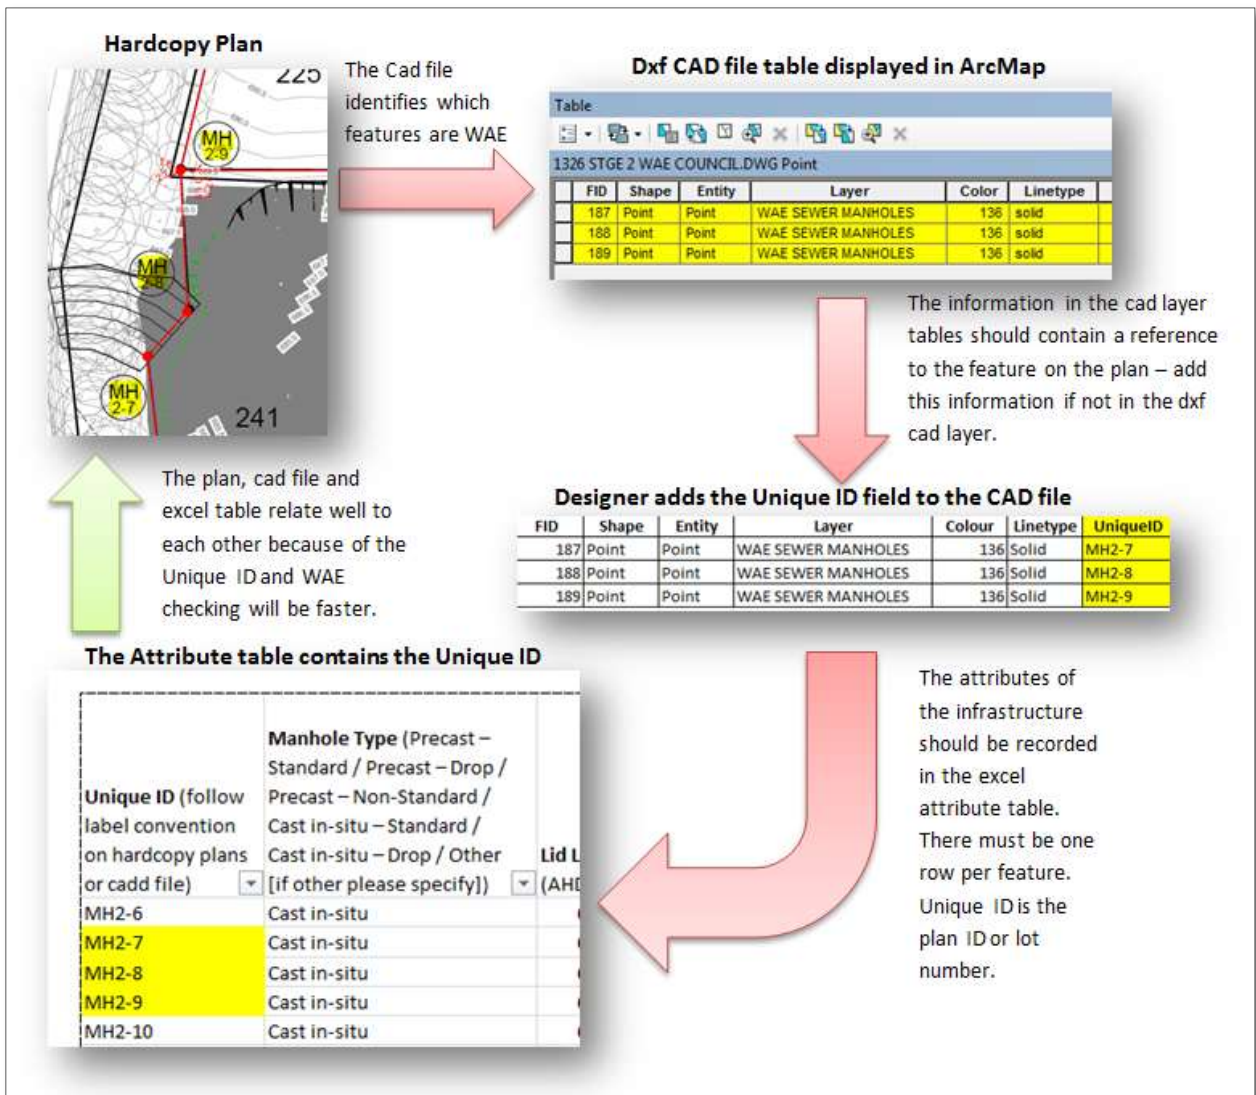 Hardcopy Plan
225
MH
2-9
MH
2-8
MH
2-7
241
The Cad file
identifies which
features are WAE
Dxf CAD file table displayed in ArcMap
Table
1326 STGE 2 WAE COUNCIL.DWG Point
FID Shape Entity Layer Color Linetype
187 Point Point WAE SEWER MANHOLES 136 solid
188 Point Point WAE SEWER MANHOLES 136 solid
189 Point Point WAE SEWER MANHOLES 136 solid
The information in the cad layer
tables should contain a reference
to the feature on the plan – add
this information if not in the dxf
cad layer.
Designer adds the Unique ID field to the CAD file
FID Shape Entity Layer Colour Linetype UniqueID
187 Point Point WAE SEWER MANHOLES 136 Solid MH2-7
188 Point Point WAE SEWER MANHOLES 136 Solid MH2-8
189 Point Point WAE SEWER MANHOLES 136 Solid MH2-9
The attributes of
the infrastructure
should be recorded
in the excel
attribute table.
There must be one
row per feature.
Unique ID is the
plan ID or lot
number.
The Attribute table contains the Unique ID
Unique ID (follow
label convention
on hardcopy plans
or cadd file)
Manhole Type (Precast –
Standard / Precast – Drop /
Precast – Non-Standard /
Cast in-situ – Standard /
Cast in-situ – Drop / Other
[if other please specify])
Lid L
(AHD
MH2-6 Cast in-situ
MH2-7 Cast in-situ
MH2-8 Cast in-situ
MH2-9 Cast in-situ
MH2-10 Cast in-situ
The plan, cad file and
excel table relate well to
each other because of the
Unique ID and WAE
checking will be faster.